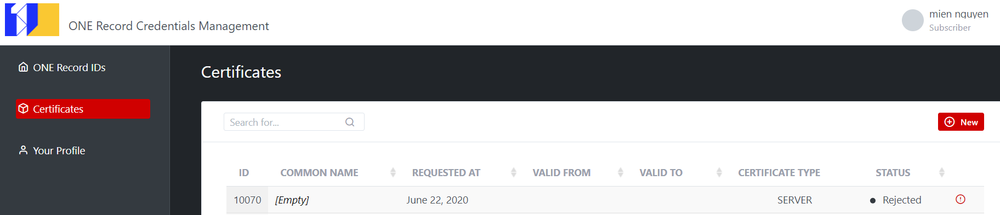 ONE Record Credentials Management
mien nguyen
Subscriber
ONE Record IDs
Certificates
Your Profile
Certificates
Search for...
New
ID COMMON NAME REQUESTED AT VALID FROM VALID TO CERTIFICATE TYPE STATUS
10070 [Empty] June 22, 2020 SERVER Rejected